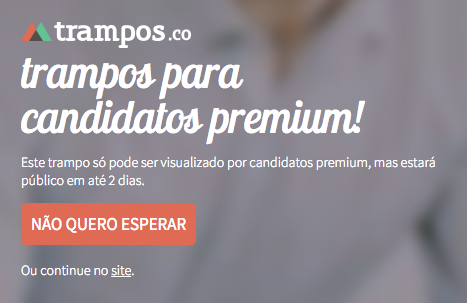 trampos.co
trampos para
candidatos premium!
Este trampo só pode ser visualizado por candidatos premium, mas estará
público em até 2 dias.
NÃO QUERO ESPERAR
Ou continue no site.